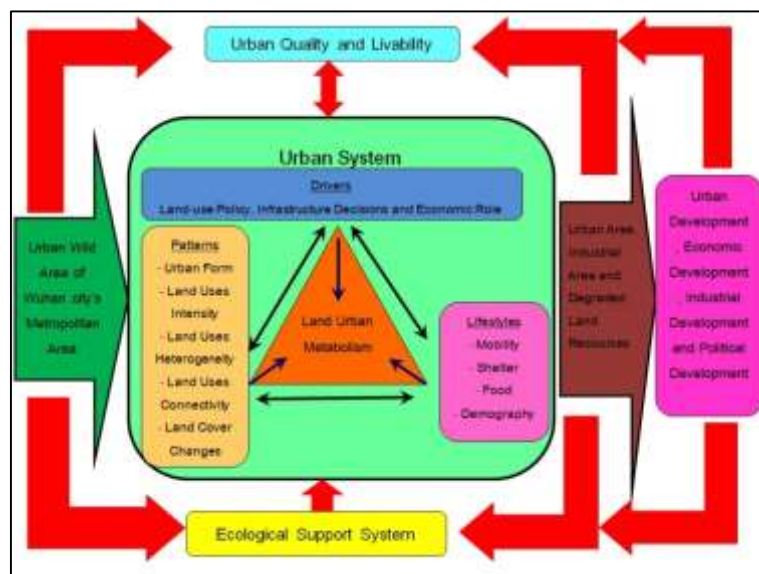 Urban Quality and Livability
Urban System
Drivers
Land-use Policy, Infrastructure Decisions and Economic Role
Urban Wild
Area of
Wuhan city's
Metropolitan
Area
Patterns
- Urban Form
- Land Uses
Intensity
- Land Uses
Heterogeneity
- Land Uses
Connectivity
- Land Cover
Changes
Land Urban
Metabolism
Lifestyles
- Mobility
- Shelter
- Food
- Demography
Urban Area,
Industrial
Area and
Degraded
Land
Resources
Urban
Development
, Economic
Development
, Industrial
Development
and Political
Development
Ecological Support System